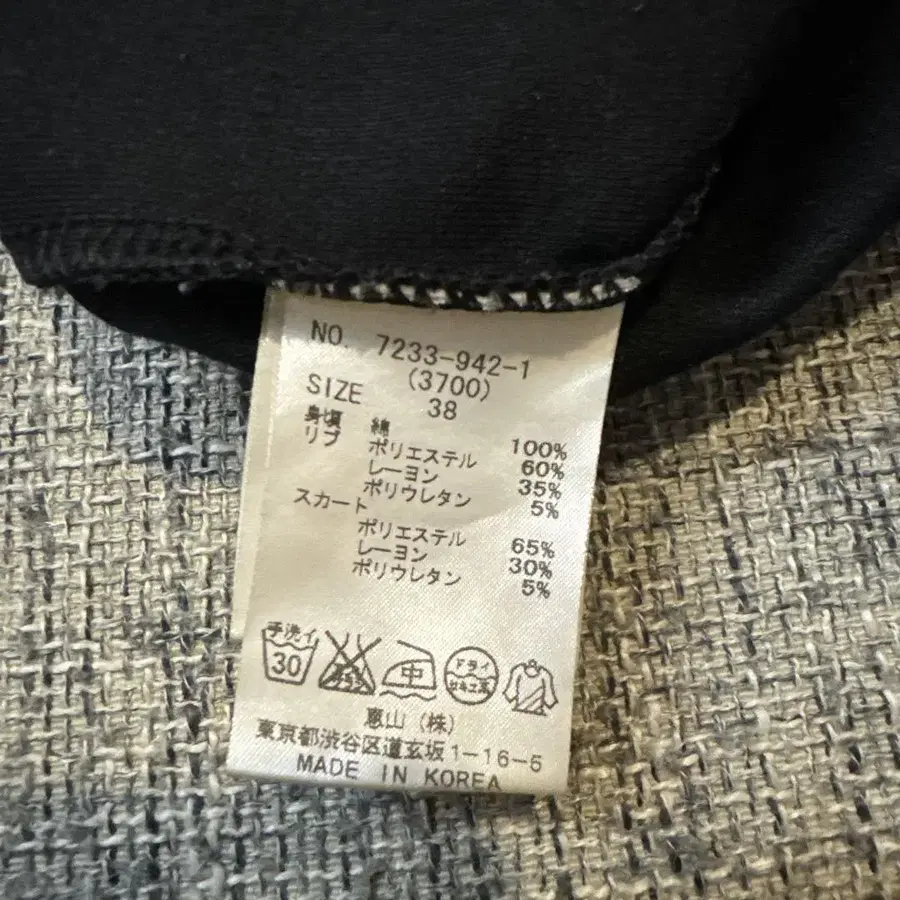 NO. 7233-942-1
(3700)
SIZE 38
身頃 綿 100%
リブ ポリエステル 60%
レーヨン 35%
ポリウレタン 5%
スカート
ポリエステル 65%
レーヨン 30%
ポリウレタン 5%
手洗イ 30 中 ドライ
恵山(株)
東京都渋谷区道玄坂1-16-5
MADE IN KOREA